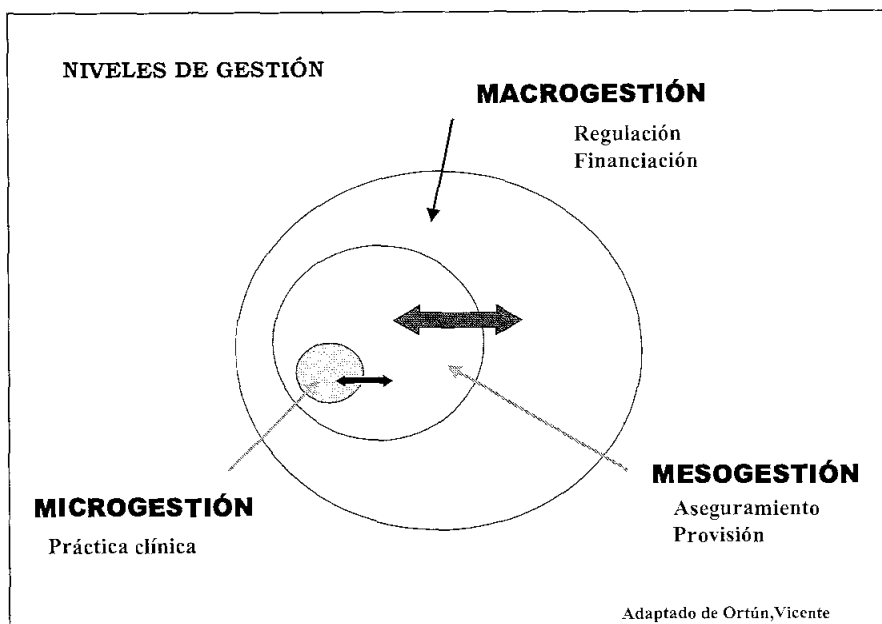 NIVELES DE GESTIÓN
MACROGESTIÓN
Regulación
Financiación
MICROGESTIÓN
Práctica clínica
MESOGESTIÓN
Aseguramiento
Provisión
Adaptado de Ortún,Vicente